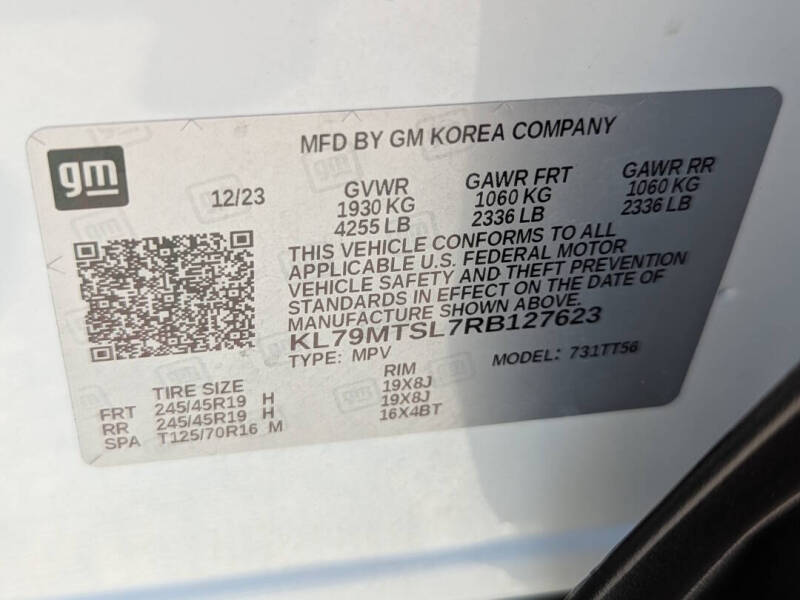 MFD BY GM KOREA COMPANY
gm
12/23
GVWR GAWR FRT GAWR RR
1930 KG 1060 KG 1060 KG
4255 LB 2336 LB 2336 LB
THIS VEHICLE CONFORMS TO ALL
APPLICABLE U.S. FEDERAL MOTOR
VEHICLE SAFETY AND THEFT PREVENTION
STANDARDS IN EFFECT ON THE DATE OF
MANUFACTURE SHOWN ABOVE.
KL79MTSL7RB127623
TYPE: MPV MODEL: 731TT56
TIRE SIZE RIM
FRT 245/45R19 H 19X8J
RR 245/45R19 H 19X8J
SPA T125/70R16 M 16X4BT